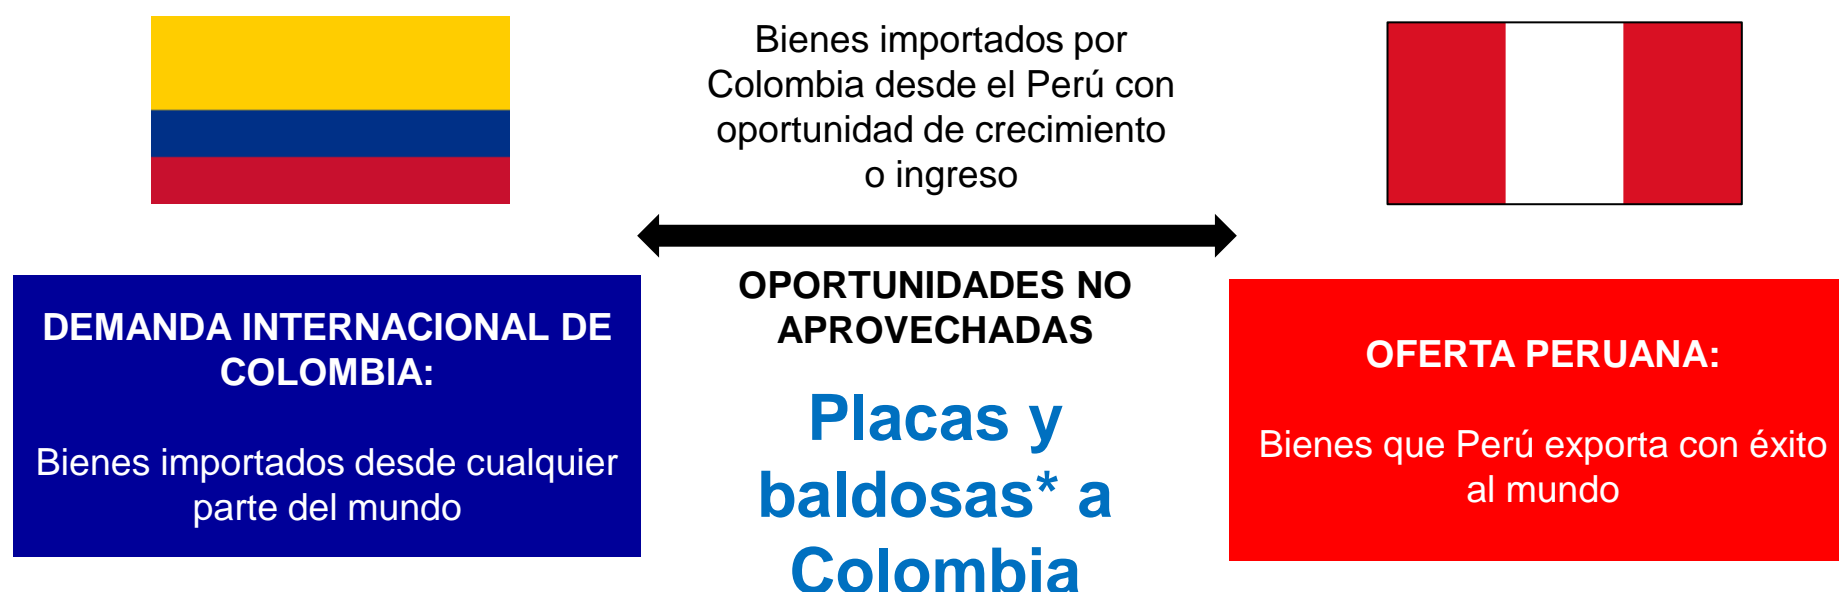 Bienes importados por
Colombia desde el Perú con
oportunidad de crecimiento
o ingreso
DEMANDA INTERNACIONAL DE
COLOMBIA:
Bienes importados desde cualquier
parte del mundo
OPORTUNIDADES NO
APROVECHADAS
Placas y
baldosas* a
Colombia
OFERTA PERUANA:
Bienes que Perú exporta con éxito
al mundo